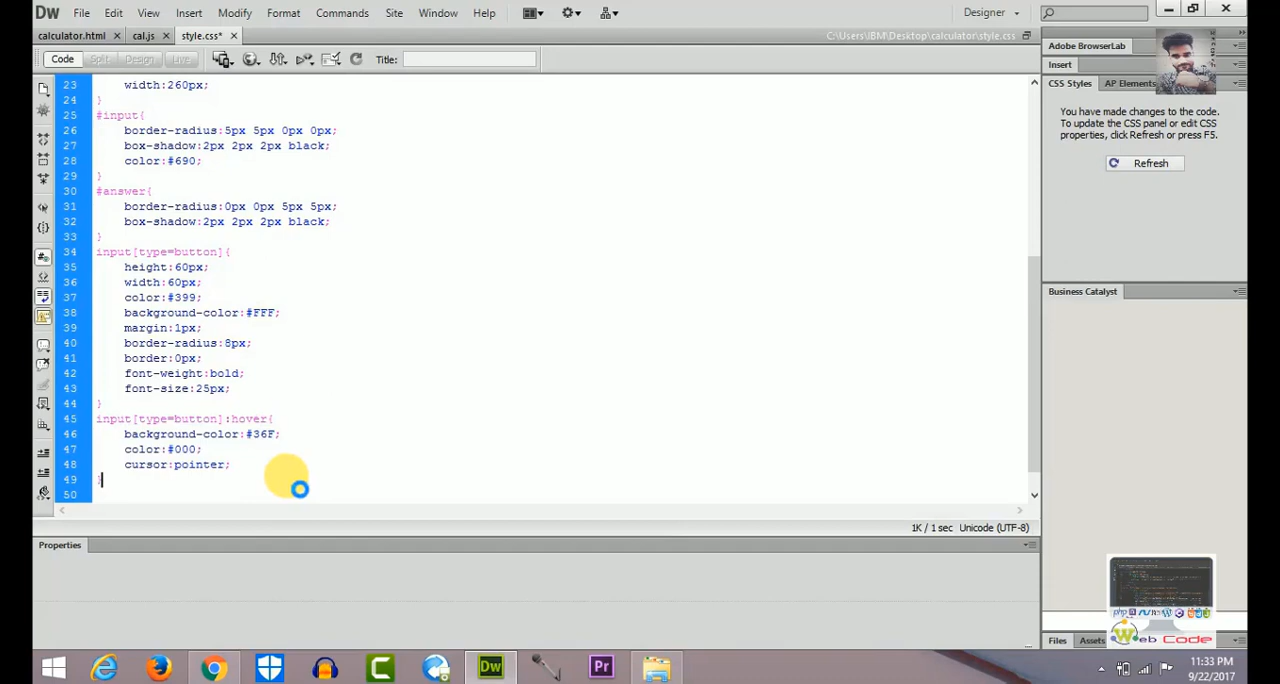 Dw File Edit View Insert Modify Format Commands Site Window Help Designer
calculator.html cal.js style.css* C:\Users\IBM\Desktop\calculator\style.css
Code Split Design Live Title:
Adobe BrowserLab
Insert
CSS Styles AP Elements
You have made changes to the code.
To update the CSS panel or edit CSS
properties, click Refresh or press F5.
Refresh
Business Catalyst
23 width:260px;
24 }
25 #input{
26 border-radius:5px 5px 0px 0px;
27 box-shadow:2px 2px 2px black;
28 color:#690;
29 }
30 #answer{
31 border-radius:0px 0px 5px 5px;
32 box-shadow:2px 2px 2px black;
33 }
34 input[type=button]{
35 height:60px;
36 width:60px;
37 color:#399;
38 background-color:#FFF;
39 margin:1px;
40 border-radius:8px;
41 border:0px;
42 font-weight:bold;
43 font-size:25px;
44 }
45 input[type=button]:hover{
46 background-color:#36F;
47 color:#000;
48 cursor:pointer;
49 }
50
1K / 1 sec Unicode (UTF-8)
Properties
php
Web Code
Files Assets
Dw Pr
11:33 PM
9/22/2017